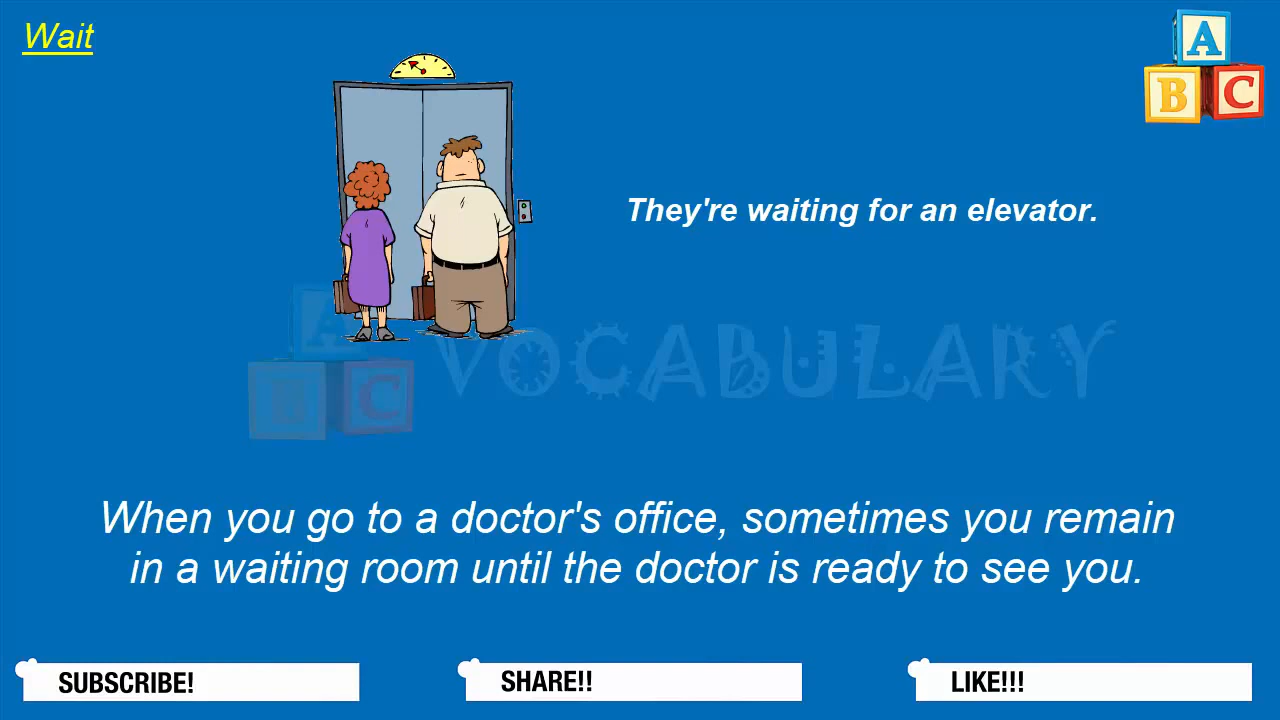 Wait
A
B C
They're waiting for an elevator.
A
B C
VOCABULARY
When you go to a doctor's office, sometimes you remain
in a waiting room until the doctor is ready to see you.
SUBSCRIBE!
SHARE!!
LIKE!!!